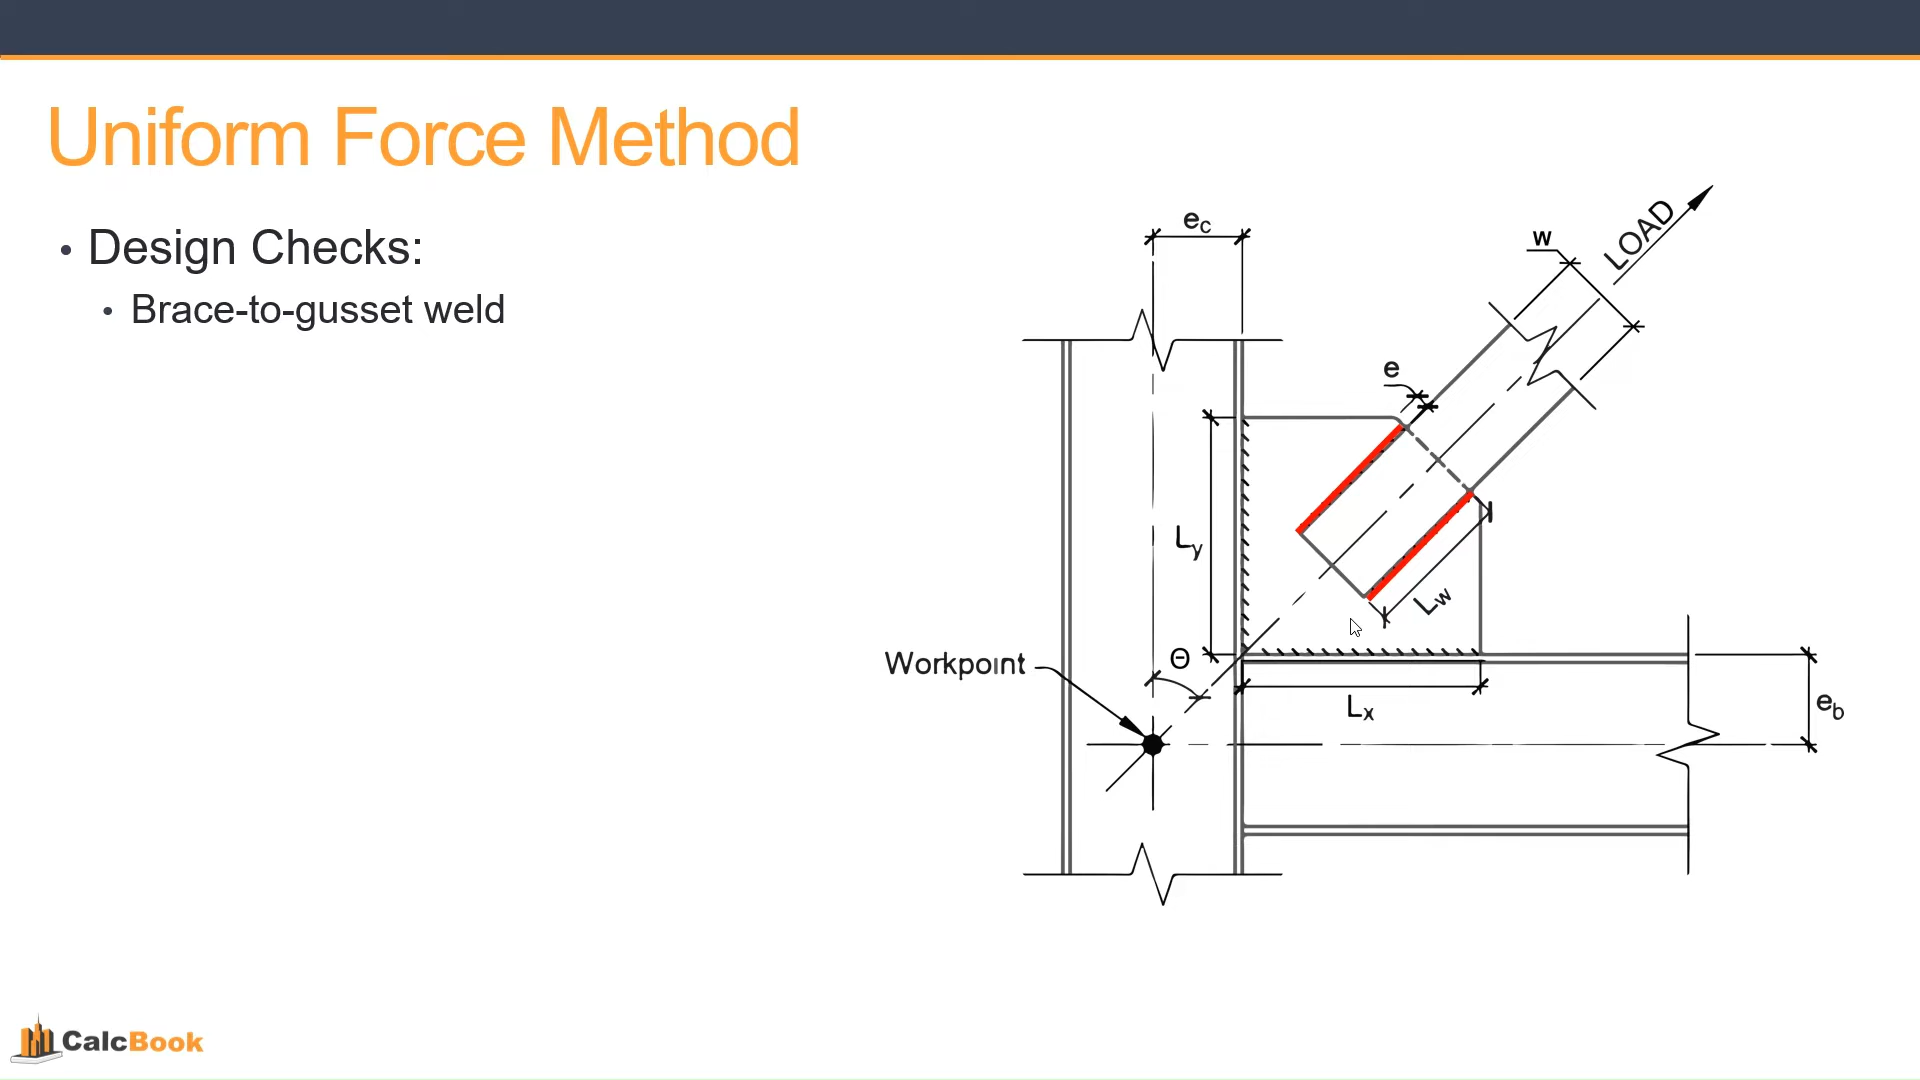 Uniform Force Method
• Design Checks:
• Brace-to-gusset weld
ec
w
LOAD
e
Ly
Lw
Workpoint
Θ
Lx
eb
CalcBook